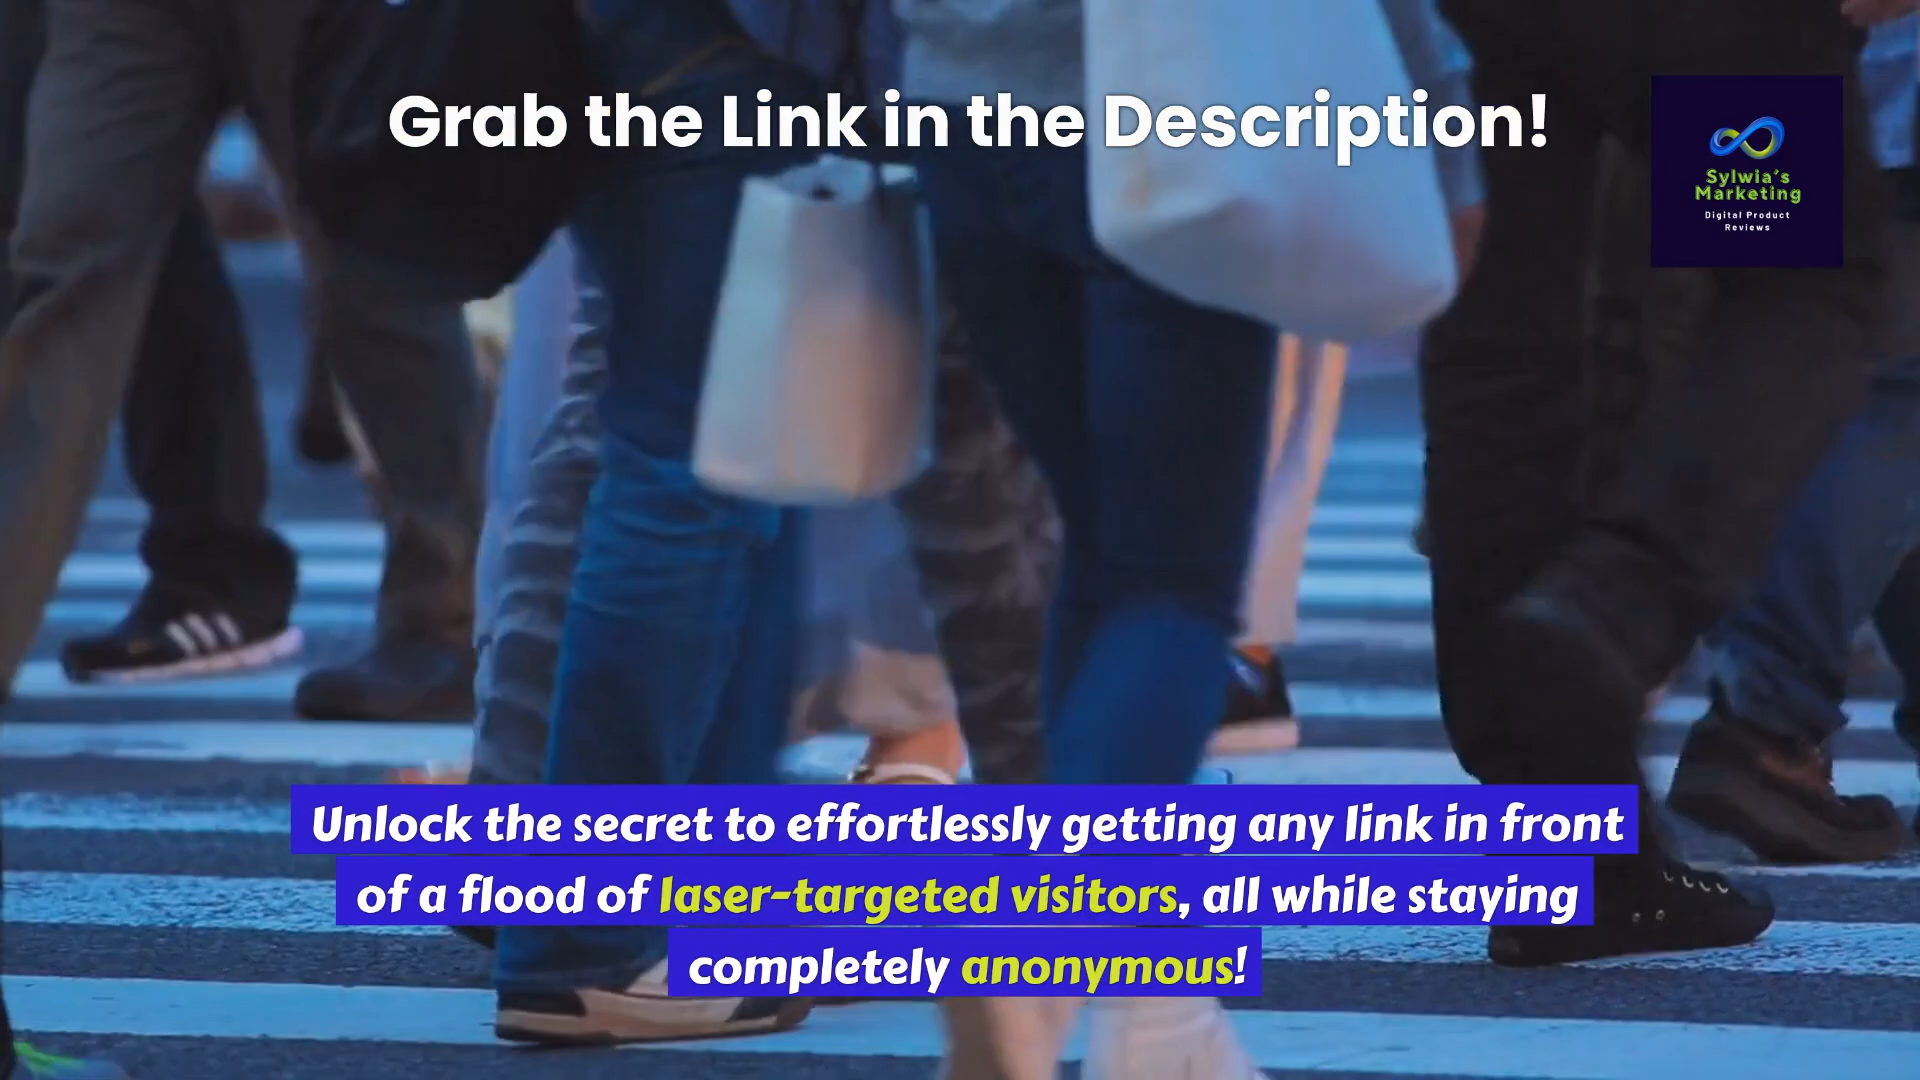 Grab the Link in the Description!
Sylwia's
Marketing
Digital Product
Reviews
Unlock the secret to effortlessly getting any link in front
of a flood of laser-targeted visitors, all while staying
completely anonymous!